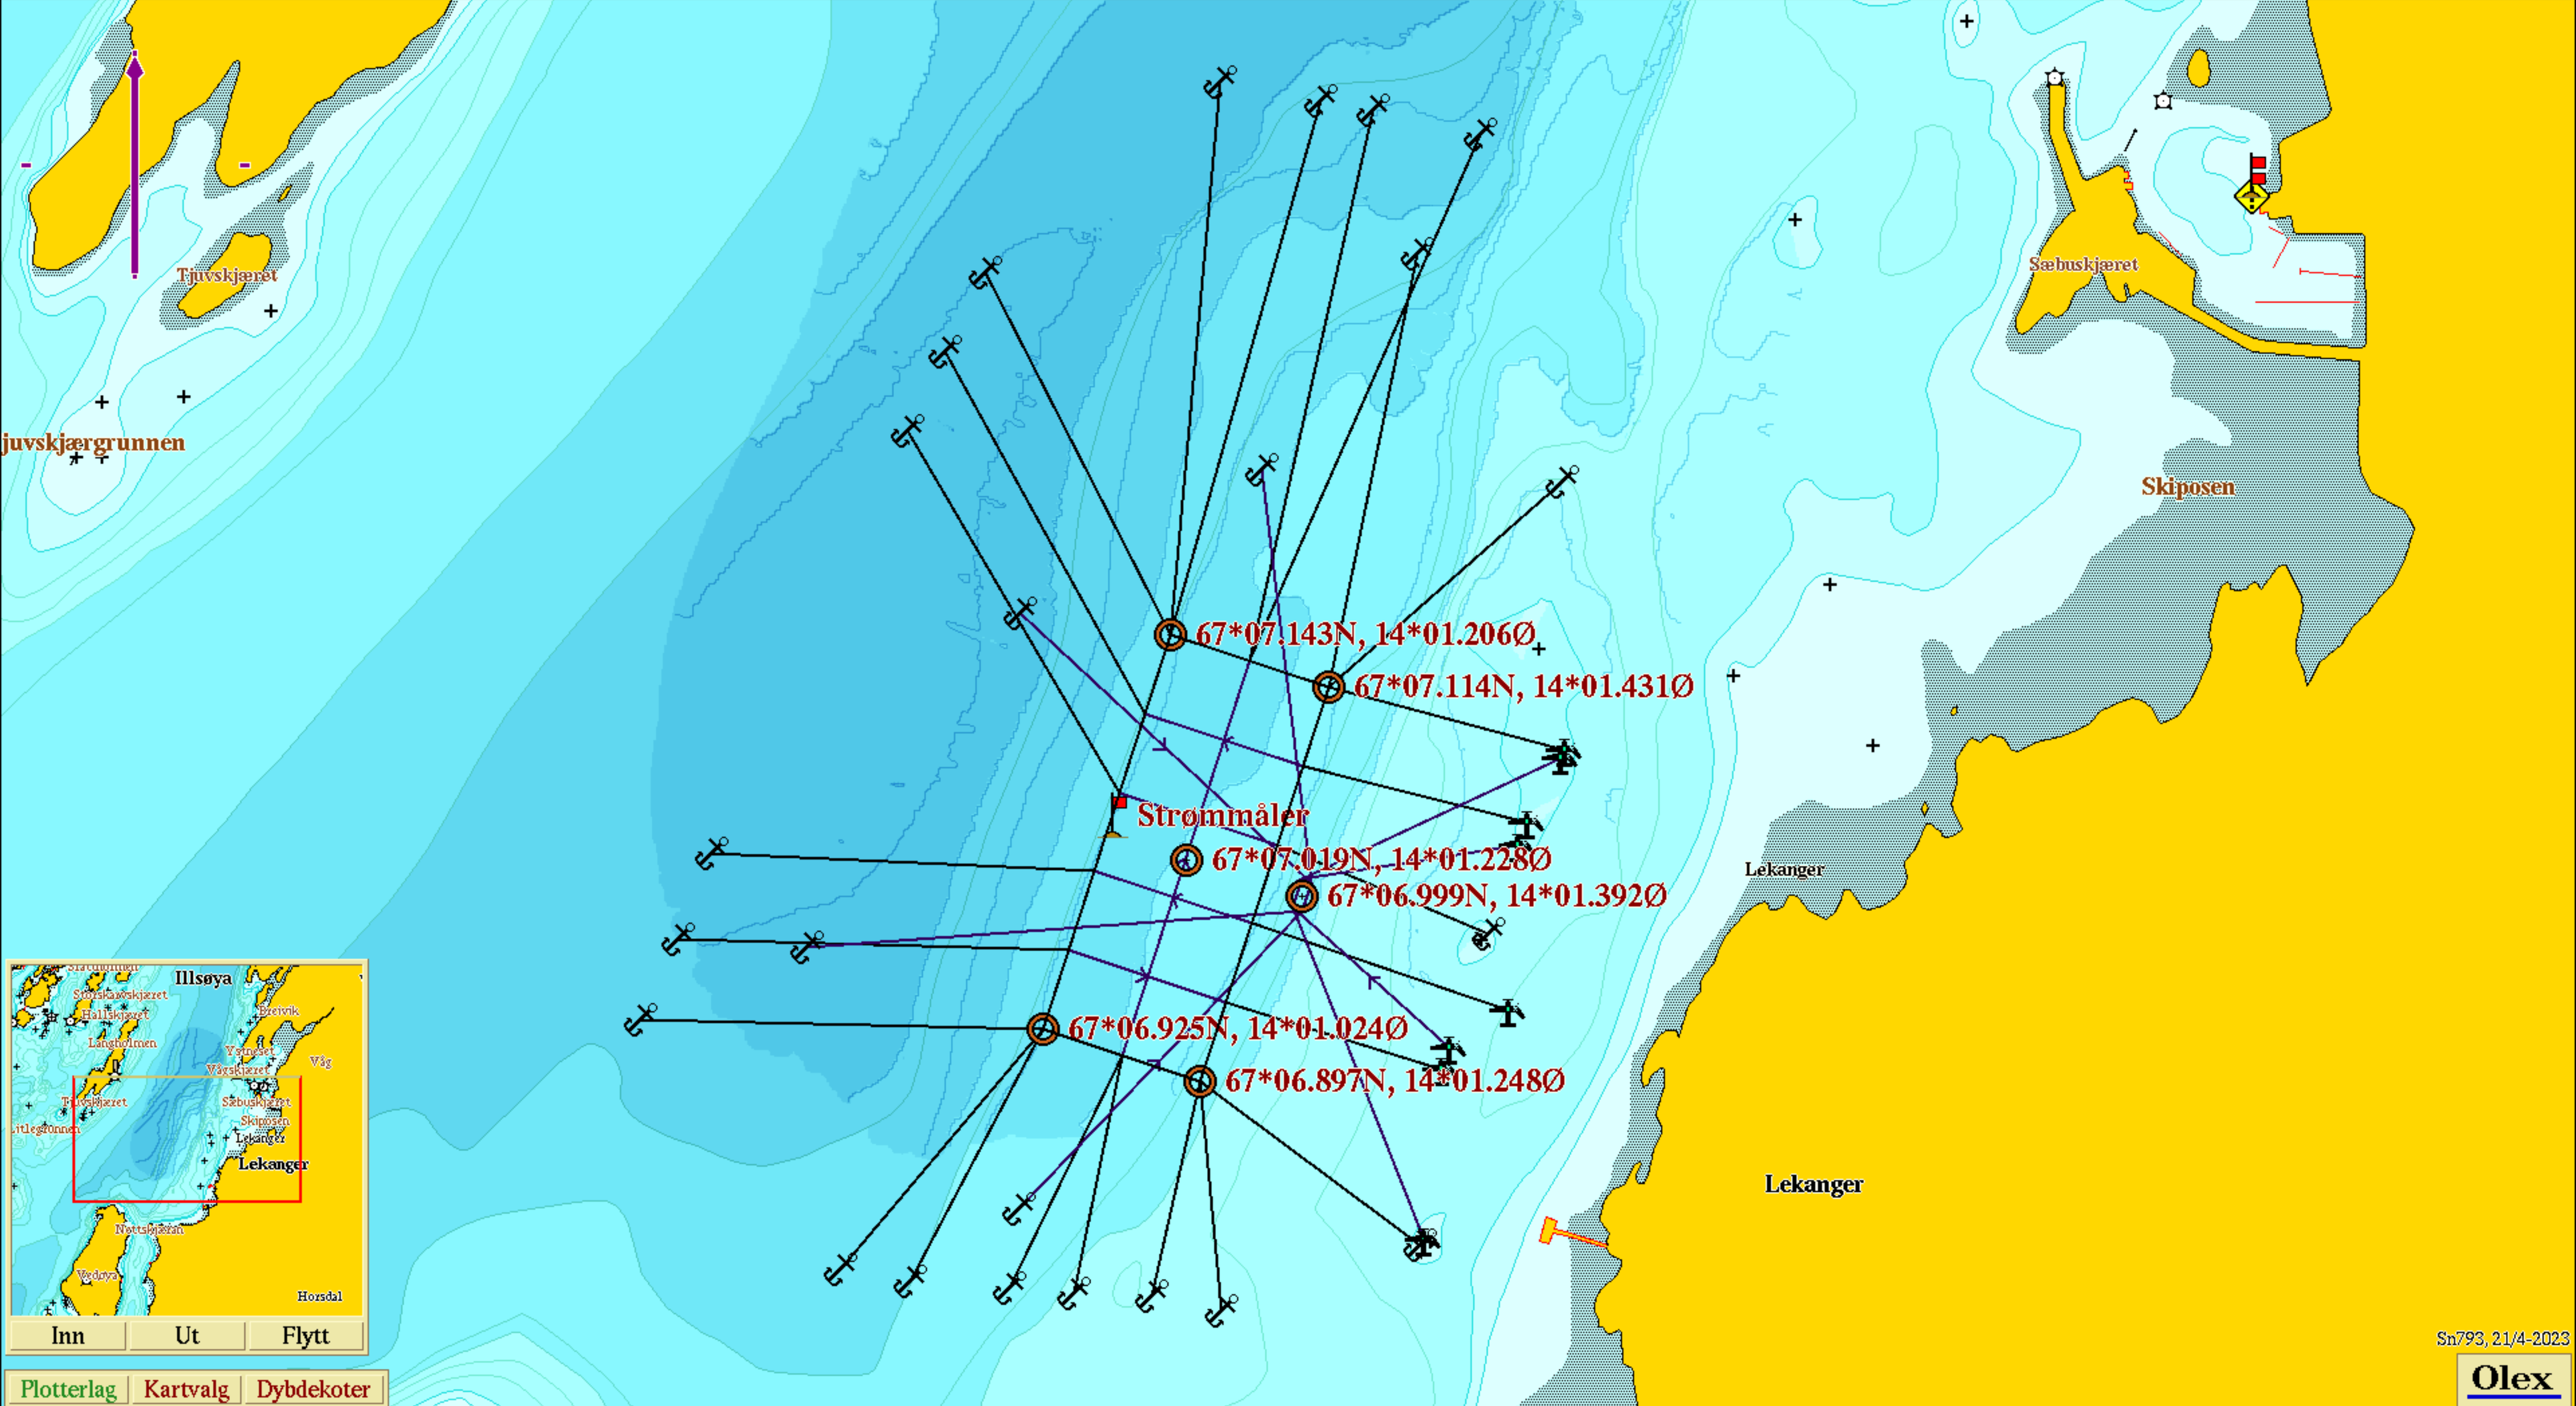 Tjuvskjæret
juvskjærgrunnen
Sæbuskjæret
Skiposen
67*07.143N, 14*01.206Ø
67*07.114N, 14*01.431Ø
Strømmåler
67*07.019N, 14*01.228Ø
67*06.999N, 14*01.392Ø
Lekanger
67*06.925N, 14*01.024Ø
67*06.897N, 14*01.248Ø
Lekanger
Illsøya
Storskarvskjæret
Hallskjæret
Breivik
Langholmen
Ystneset
Våg
Vågskjæret
Tjuvskjæret
Sæbuskjæret
Skiposen
itlegrunnen
Lekanger
Lekanger
Nottskjæran
Vedøya
Horsdal
Inn Ut Flytt
Plotterlag Kartvalg Dybdekoter
Sn793, 21/4-2023
Olex